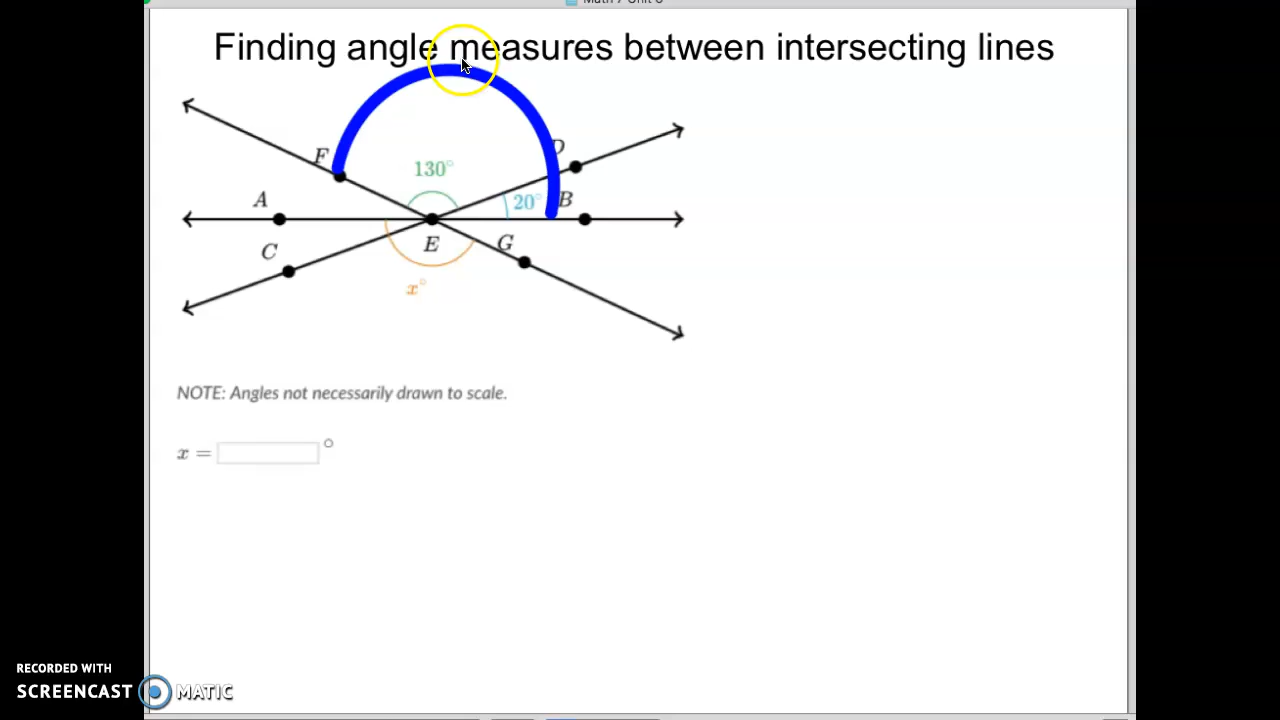 Finding angle measures between intersecting lines
F
D
130°
A
20°
B
E
G
C
x°
NOTE: Angles not necessarily drawn to scale.
x = °
RECORDED WITH
SCREENCAST MATIC